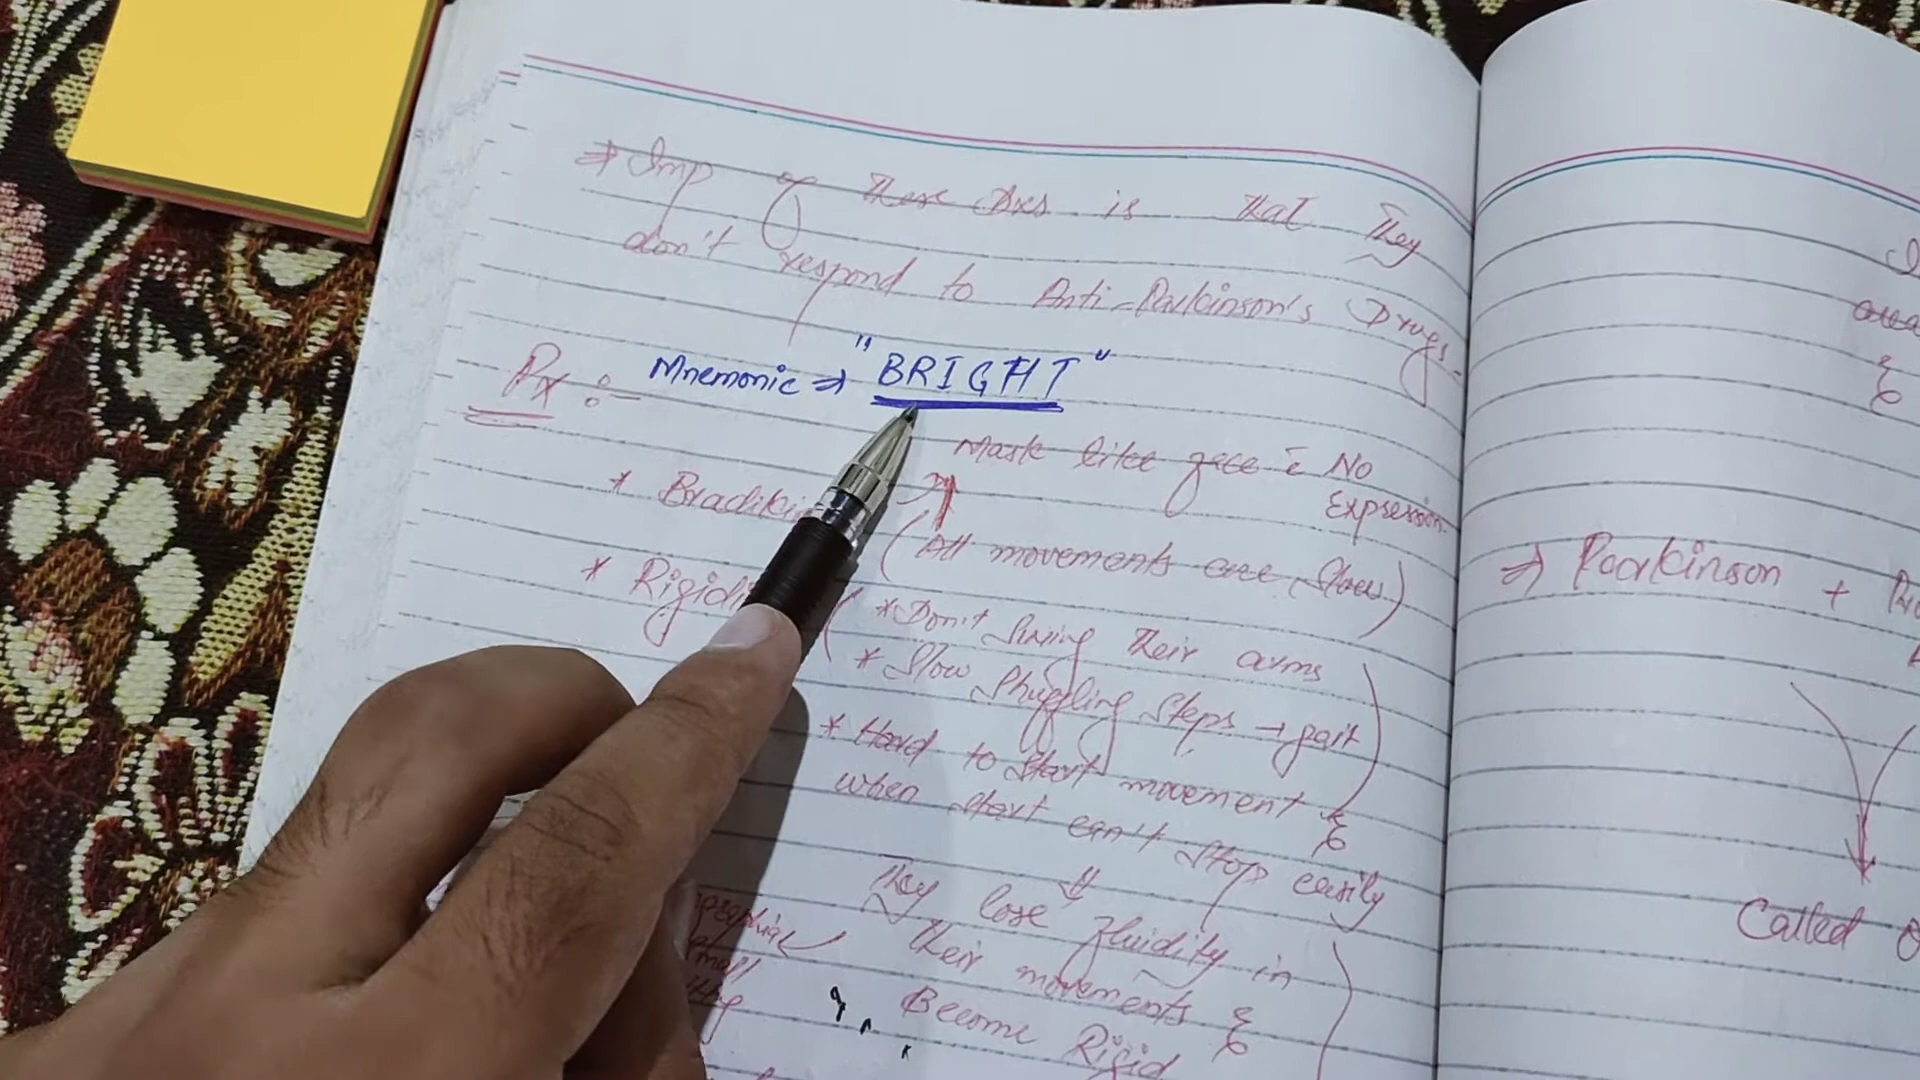 ⇒ Imp of these Dxs is that they
don't respond to Anti-Parkinson's Drugs.
Px :- Mnemonic ⇒ "BRIGHT"
Mask like face c̄ No
Expression
* Bradiki
(All movements are slow)
* Rigidi
* Don't swing their arms
* Slow Shuffling Steps → gait
* Hard to start movement &
when start can't stop easily
They lose fluidity in
their movements &
Become Rigid
small
⇒ Parkinson +
Called